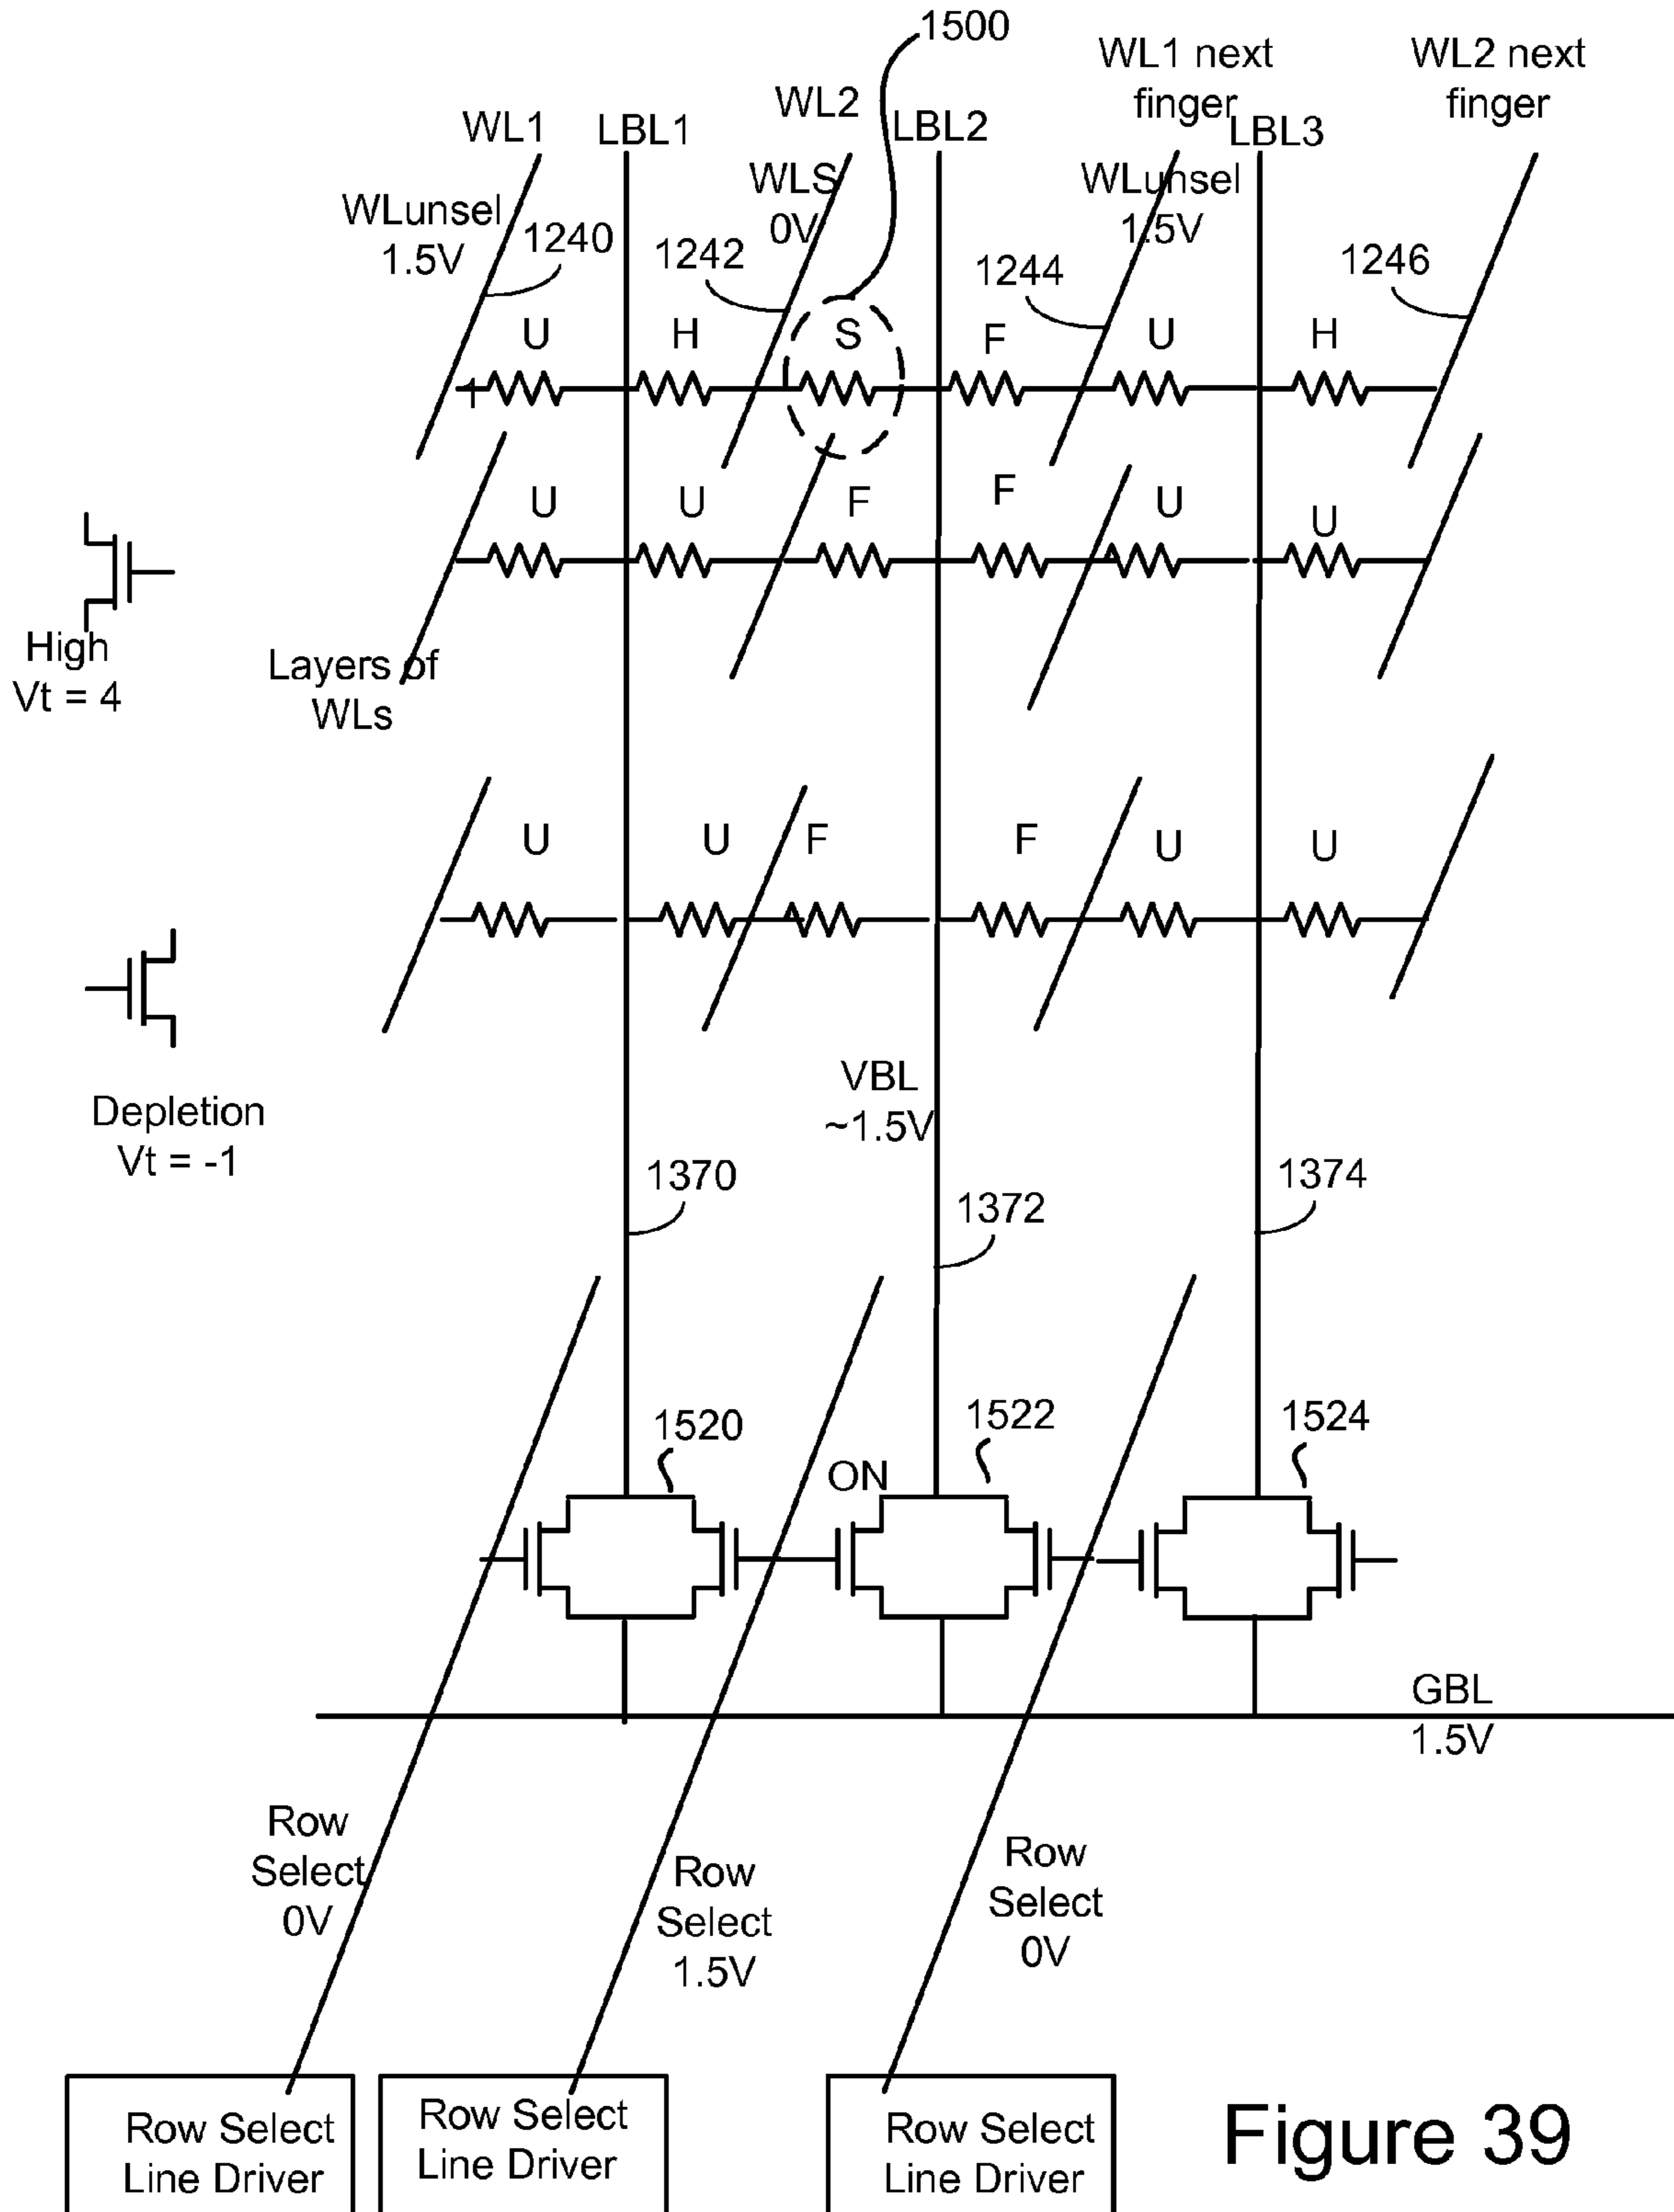 1500
WL1 next
finger
WL2 next
finger
WL1
LBL1
WL2
LBL2
LBL3
WLunsel
1.5V
WLS
0V
WLunsel
1.5V
1240
1242
1244
1246
U H S F U H
1
U U F F U U
High
Vt = 4
Layers of
WLs
U U F F U U
Depletion
Vt = -1
VBL
~1.5V
1370
1372
1374
1520
1522
1524
ON
GBL
1.5V
Row
Select
0V
Row
Select
1.5V
Row
Select
0V
Row Select
Line Driver
Row Select
Line Driver
Row Select
Line Driver
Figure 39